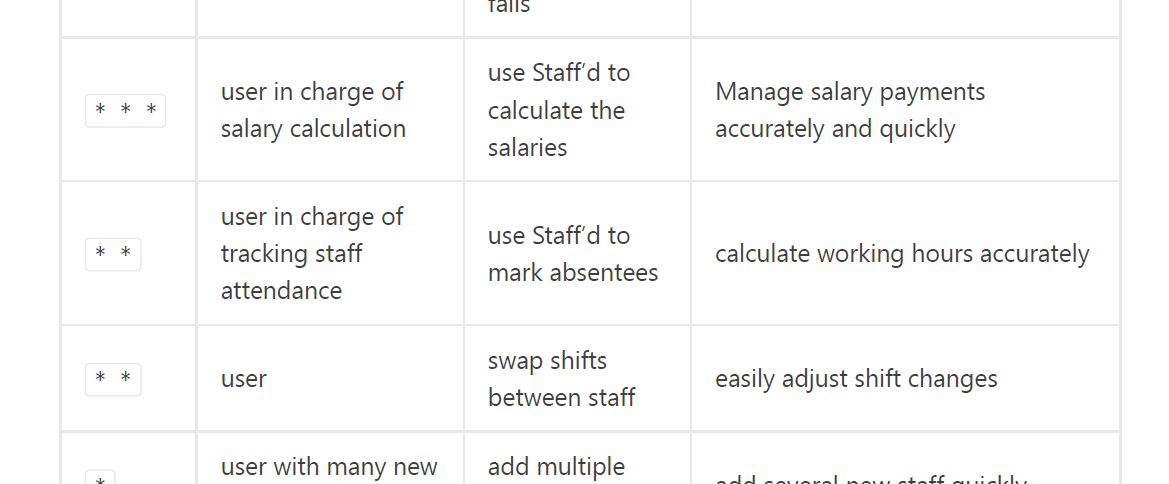 fails
* * *
user in charge of
salary calculation
use Staff’d to
calculate the
salaries
Manage salary payments
accurately and quickly
* *
user in charge of
tracking staff
attendance
use Staff’d to
mark absentees
calculate working hours accurately
* *
user
swap shifts
between staff
easily adjust shift changes
*
user with many new
add multiple
add several new staff quickly